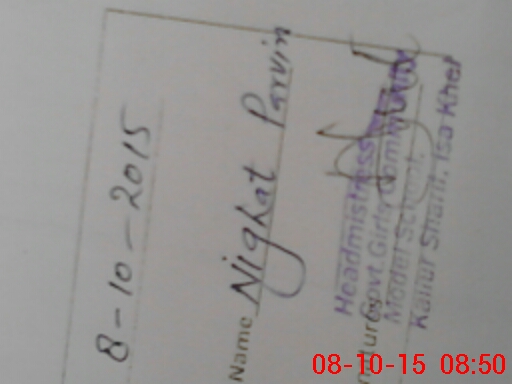 8-10-2015
Name Nighat Parvin
Headmistress
Govt. Girls Community
Model School,
Kallur Sharif, Isa Khel
08-10-15 08:50